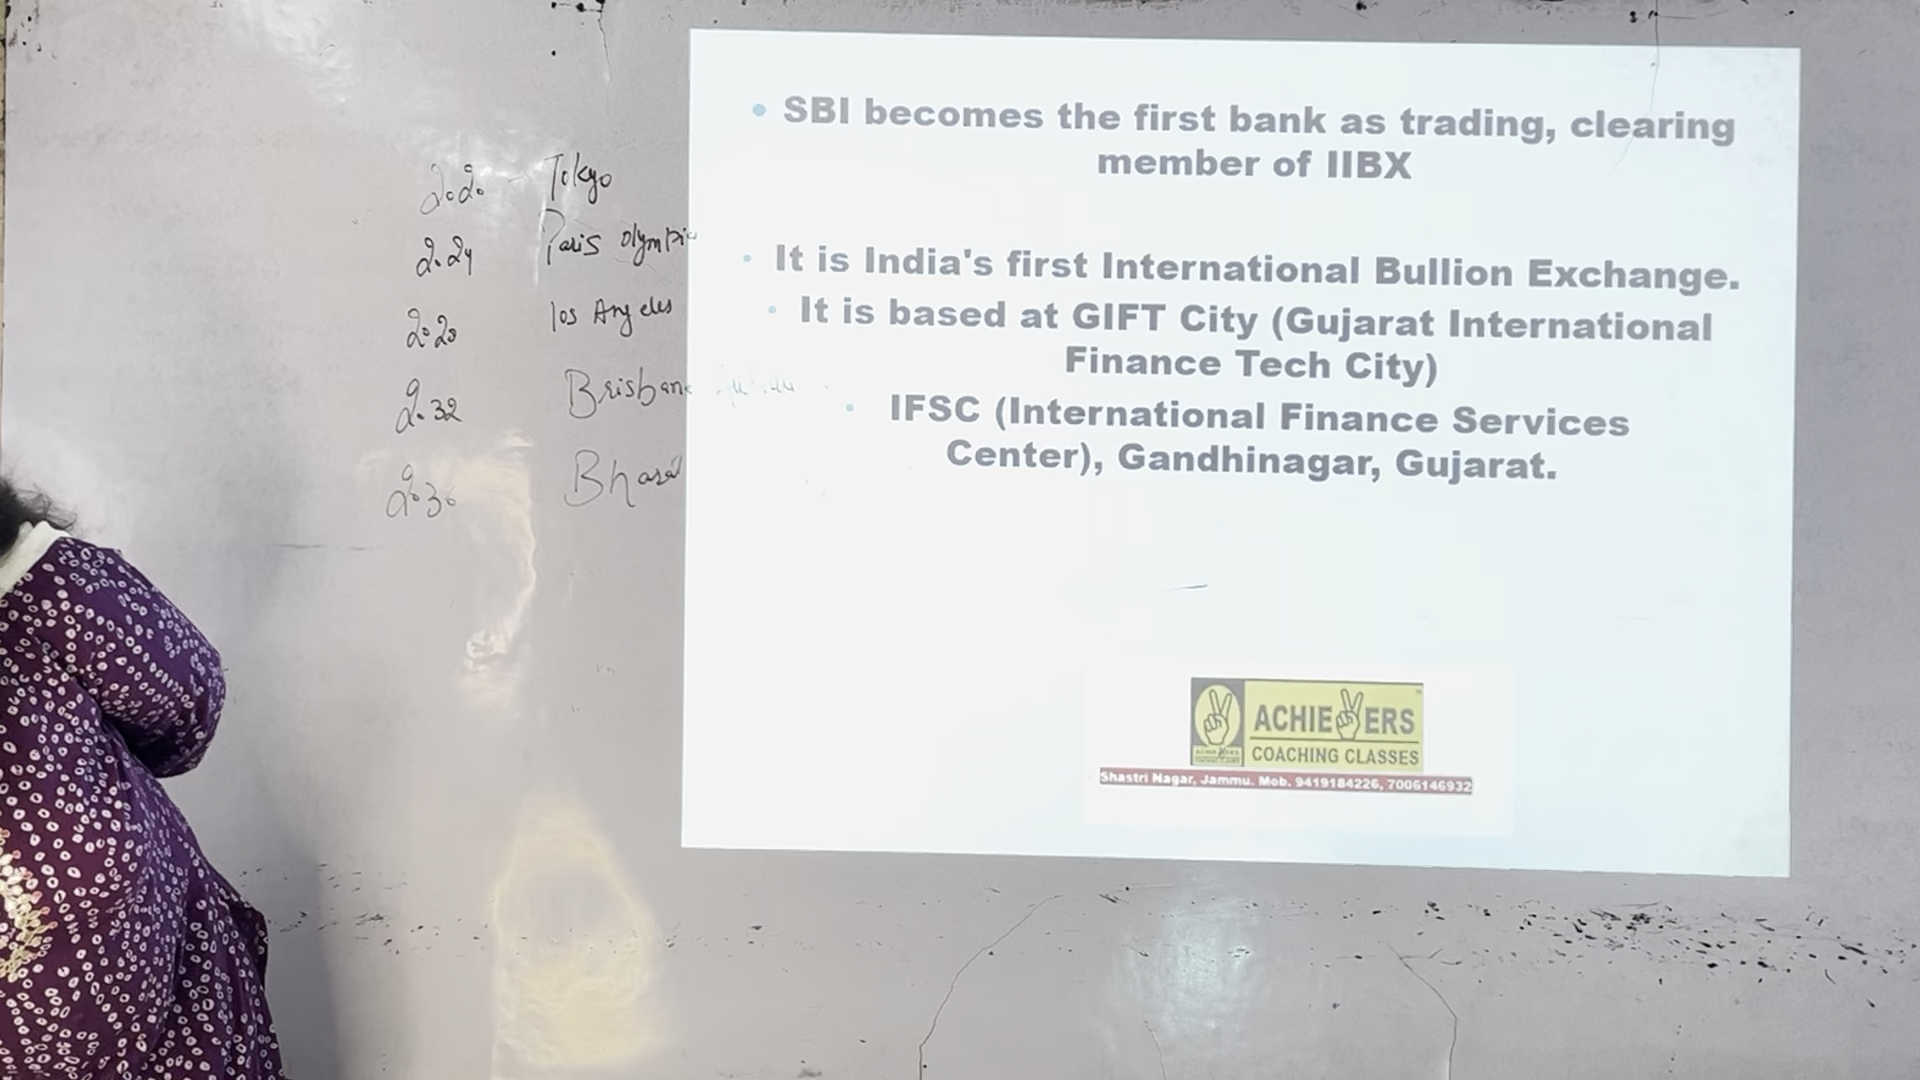 2020 - Tokyo
2024 Paris Olympic
2028 los Angeles
2032 Brisbane
2036 Bharat
• SBI becomes the first bank as trading, clearing
member of IIBX
• It is India's first International Bullion Exchange.
• It is based at GIFT City (Gujarat International
Finance Tech City)
• IFSC (International Finance Services
Center), Gandhinagar, Gujarat.
ACHIEVERS
COACHING CLASSES
Shastri Nagar, Jammu. Mob. 9419184226, 7006146932